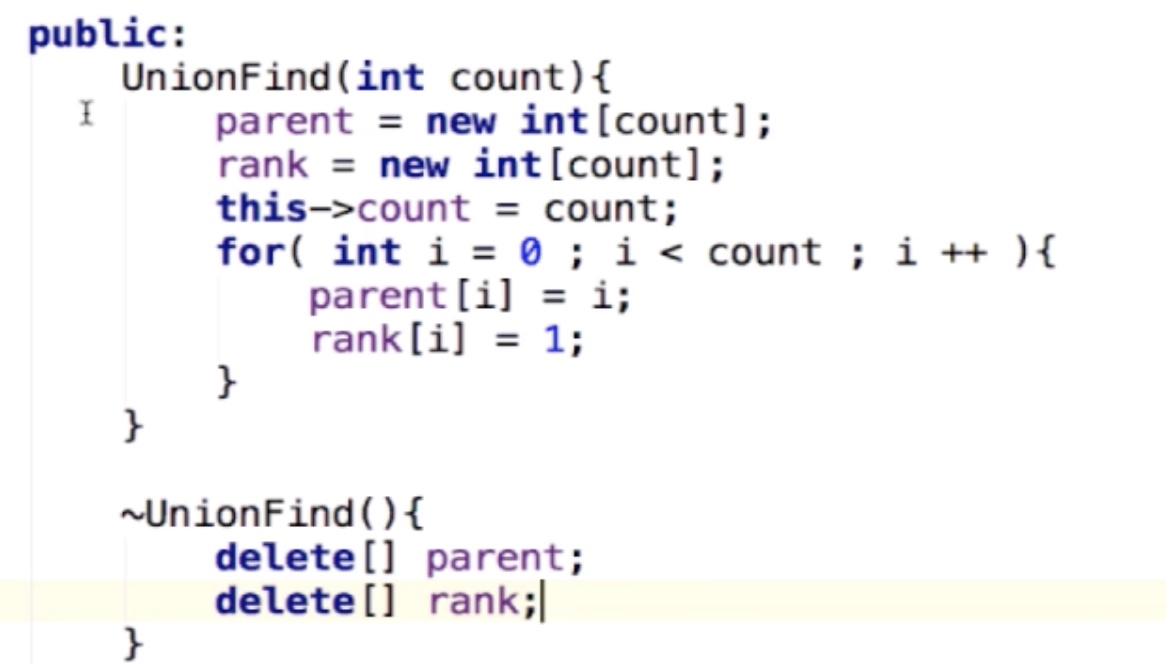 public:
    UnionFind(int count){
        parent = new int[count];
        rank = new int[count];
        this->count = count;
        for( int i = 0 ; i < count ; i ++ ){
            parent[i] = i;
            rank[i] = 1;
        }
    }

    ~UnionFind(){
        delete[] parent;
        delete[] rank;
    }